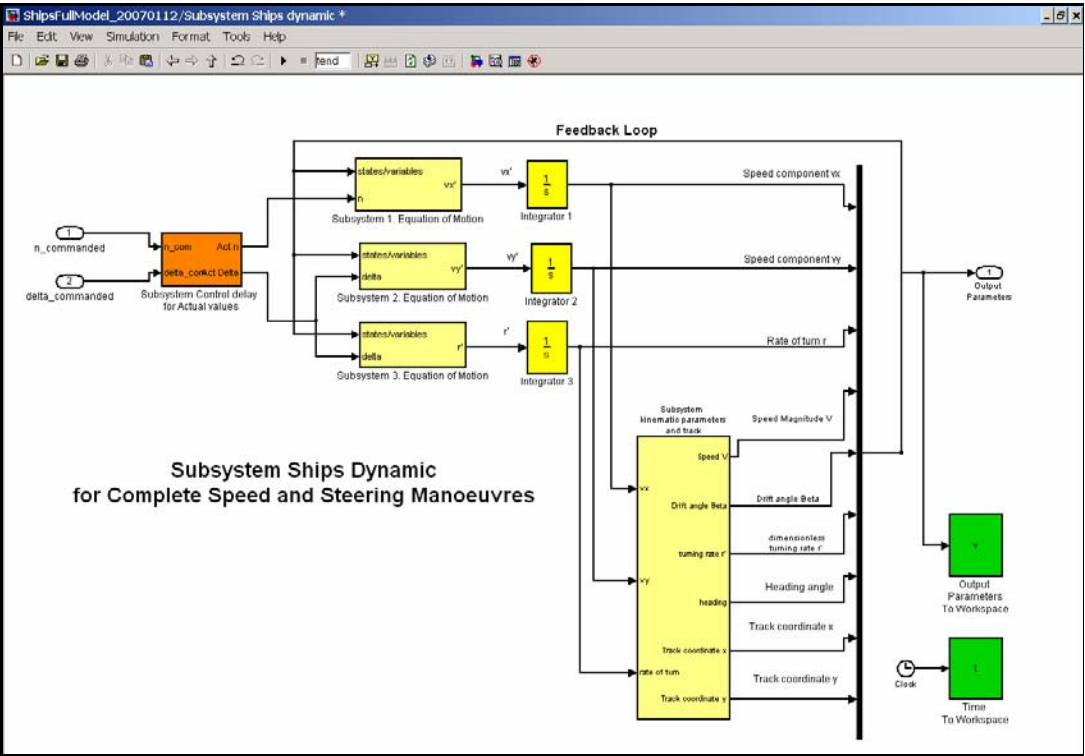 ShipsFullModel_20070112/Subsystem Ships dynamic *
File Edit View Simulation Format Tools Help
tend
Feedback Loop
states/variables
n
vx'
Subsystem 1. Equation of Motion
vx'
1
s
Integrator 1
Speed component vx
1
n_commanded
2
delta_commanded
n_com
Act n
delta_com
Act Delta
Subsystem Control delay
for Actual values
states/variables
delta
vy'
Subsystem 2. Equation of Motion
vy'
1
s
Integrator 2
Speed component vy
1
Output
Parameters
states/variables
delta
r'
Subsystem 3. Equation of Motion
r'
1
s
Integrator 3
Rate of turn r
Subsystem
kinematic parameters
and track
Speed Magnitude V
Speed V
vx
Drift angle Beta
Drift angle Beta
dimensionless
turning rate r'
turning rate r'
vy
Heading angle
heading
Track coordinate x
Track coordinate x
rate of turn
Track coordinate y
Track coordinate y
Subsystem Ships Dynamic
for Complete Speed and Steering Manoeuvres
v
Output
Parameters
To Workspace
Clock
t
Time
To Workspace